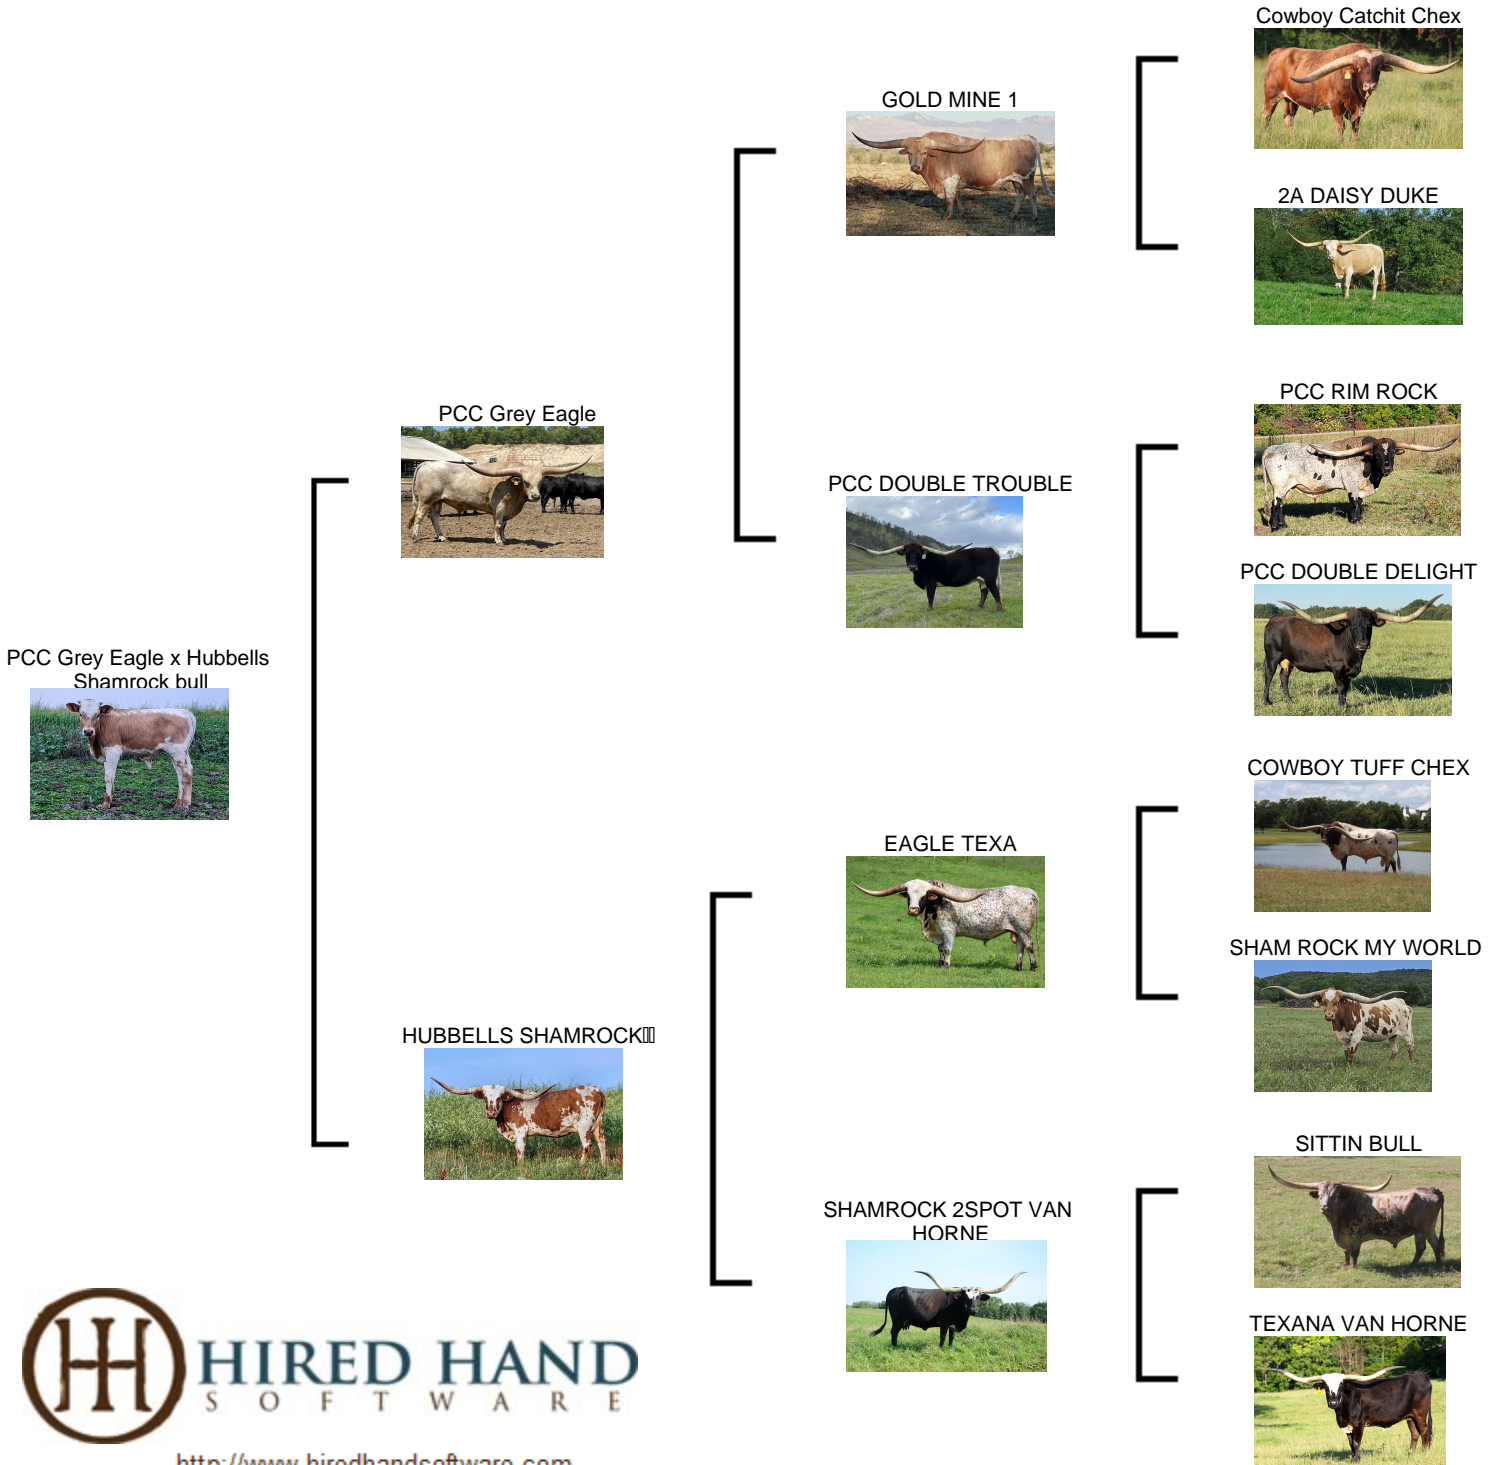 Cowboy Catchit Chex
GOLD MINE 1
2A DAISY DUKE
PCC Grey Eagle
PCC RIM ROCK
PCC DOUBLE TROUBLE
PCC DOUBLE DELIGHT
PCC Grey Eagle x Hubbells
Shamrock bull
COWBOY TUFF CHEX
EAGLE TEXA
SHAM ROCK MY WORLD
HUBBELLS SHAMROCK
SITTIN BULL
SHAMROCK 2SPOT VAN
HORNE
TEXANA VAN HORNE
HIRED HAND
SOFTWARE
http://www.hiredhandsoftware.com